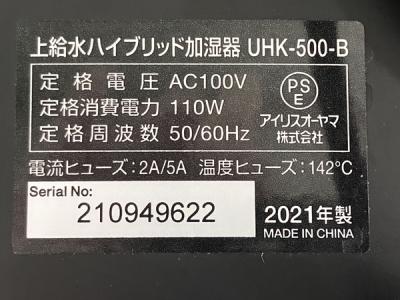 上給水ハイブリッド加湿器 UHK-500-B
定格電圧 AC100V
定格消費電力 110W
定格周波数 50/60Hz
PSE
アイリスオーヤマ
株式会社
電流ヒューズ:2A/5A 温度ヒューズ:142℃
Serial No:
210949622
2021年製
MADE IN CHINA